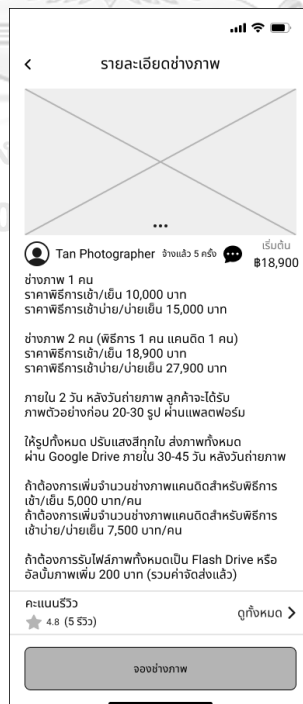 รายละเอียดช่างภาพ
Tan Photographer จ้างแล้ว 5 ครั้ง
เริ่มต้น
฿18,900
ช่างภาพ 1 คน
ราคาพิธีการเช้า/เย็น 10,000 บาท
ราคาพิธีการเช้าบ่าย/บ่ายเย็น 15,000 บาท
ช่างภาพ 2 คน (พิธีการ 1 คน แคนดิด 1 คน)
ราคาพิธีการเช้า/เย็น 18,900 บาท
ราคาพิธีการเช้าบ่าย/บ่ายเย็น 27,900 บาท
ภายใน 2 วัน หลังวันถ่ายภาพ ลูกค้าจะได้รับ
ภาพตัวอย่างก่อน 20-30 รูป ผ่านแพลตฟอร์ม
ให้รูปทั้งหมด ปรับแสงสีทุกใบ ส่งภาพทั้งหมด
ผ่าน Google Drive ภายใน 30-45 วัน หลังวันถ่ายภาพ
ถ้าต้องการเพิ่มจำนวนช่างภาพแคนดิดสำหรับพิธีการ
เช้า/เย็น 5,000 บาท/คน
ถ้าต้องการเพิ่มจำนวนช่างภาพแคนดิดสำหรับพิธีการ
เช้าบ่าย/บ่ายเย็น 7,500 บาท/คน
ถ้าต้องการรับไฟล์ภาพทั้งหมดเป็น Flash Drive หรือ
อัลบั้มภาพเพิ่ม 200 บาท (รวมค่าจัดส่งแล้ว)
คะแนนรีวิว
4.8 (5 รีวิว)
ดูทั้งหมด
จองช่างภาพ